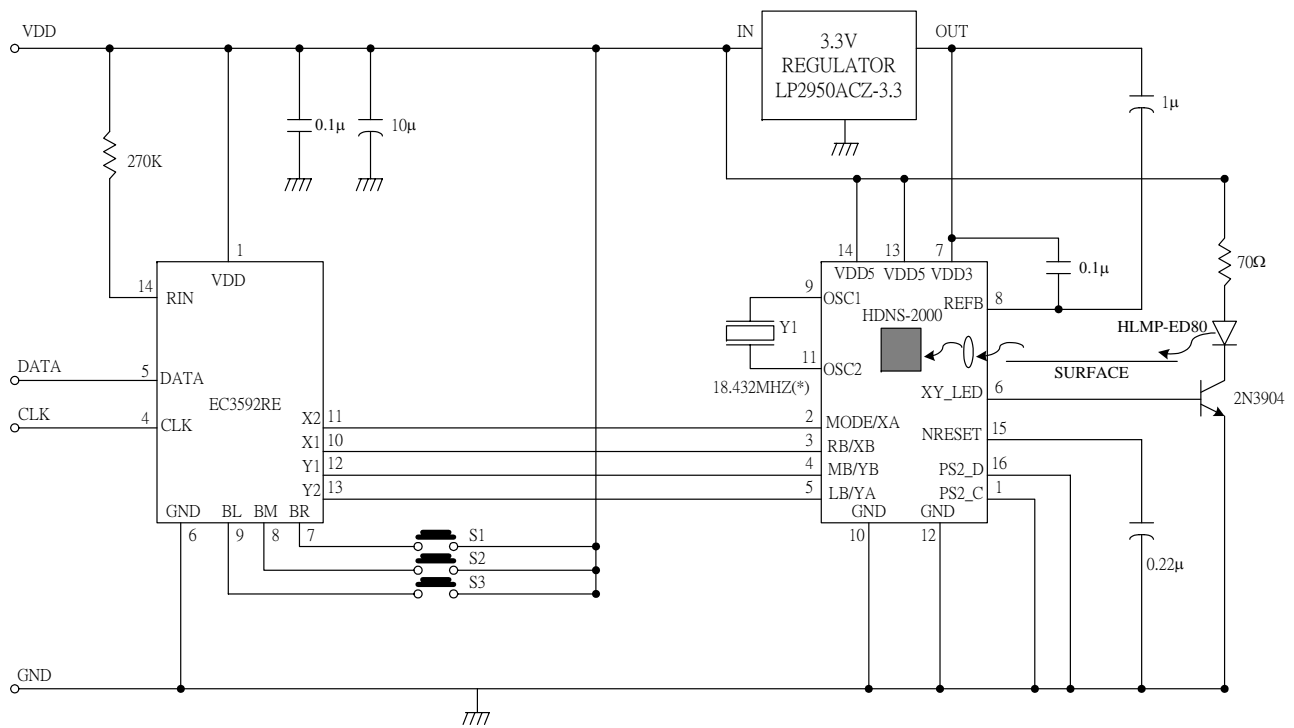 VDD
IN
3.3V
REGULATOR
LP2950ACZ-3.3
OUT
1μ
0.1μ
10μ
270K
1
VDD
14
RIN
DATA
5
DATA
CLK
4
CLK
EC3592RE
X2
11
X1
10
Y1
12
Y2
13
GND
BL
BM
BR
6
9
8
7
S1
S2
S3
14
13
7
VDD5
VDD5
VDD3
0.1μ
70Ω
9
OSC1
REFB
8
HDNS-2000
Y1
HLMP-ED80
11
OSC2
SURFACE
18.432MHZ(*)
XY_LED
6
2N3904
2
MODE/XA
NRESET
15
3
RB/XB
4
MB/YB
PS2_D
16
5
LB/YA
PS2_C
1
GND
GND
10
12
0.22μ
GND